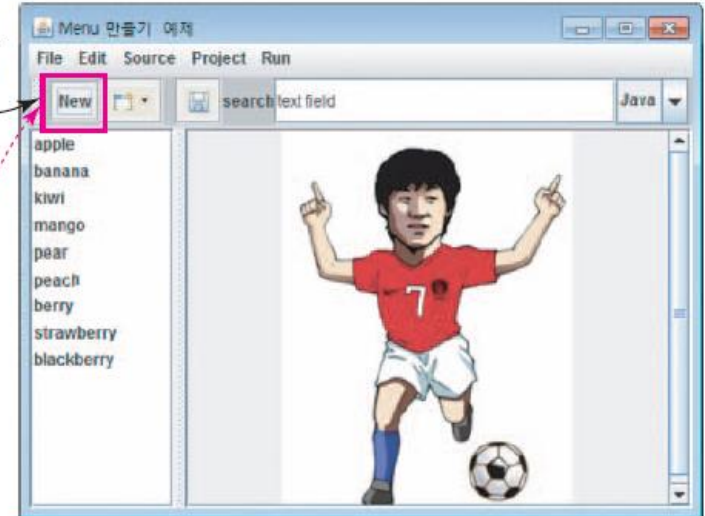 Menu 만들기 예제
File Edit Source Project Run
New search text field Java
apple
banana
kiwi
mango
pear
peach
berry
strawberry
blackberry
7